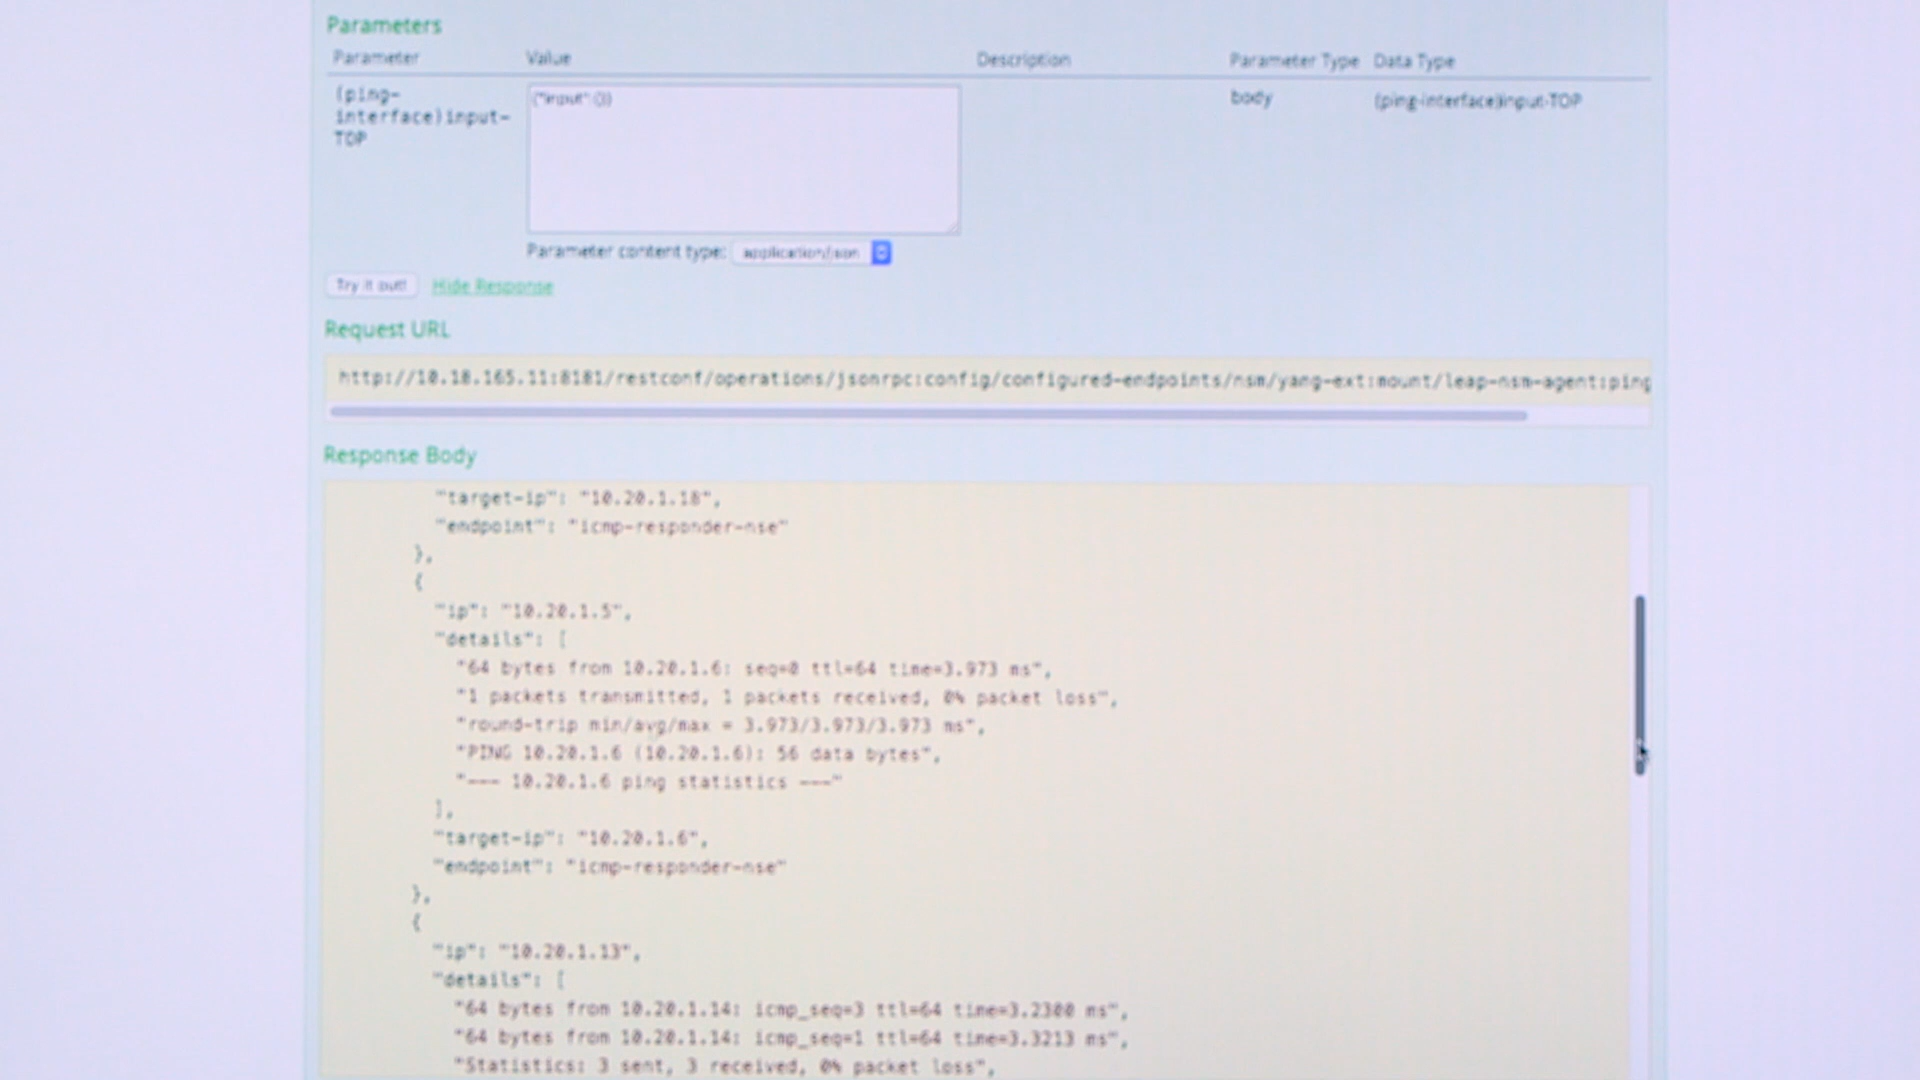 Parameters
Parameter Value Description Parameter Type Data Type
(ping-
interface)input-
TOP
{"input":{}}
body (ping-interface)input-TOP
Parameter content type: application/json
Try it out! Hide Response
Request URL
http://10.18.165.11:8181/restconf/operations/jsonrpc:config/configured-endpoints/nsm/yang-ext:mount/leap-nsm-agent:ping
Response Body
"target-ip": "10.20.1.18",
"endpoint": "icmp-responder-nse"
},
{
"ip": "10.20.1.5",
"details": [
"64 bytes from 10.20.1.6: seq=0 ttl=64 time=3.973 ms",
"1 packets transmitted, 1 packets received, 0% packet loss",
"round-trip min/avg/max = 3.973/3.973/3.973 ms",
"PING 10.20.1.6 (10.20.1.6): 56 data bytes",
"--- 10.20.1.6 ping statistics ---"
],
"target-ip": "10.20.1.6",
"endpoint": "icmp-responder-nse"
},
{
"ip": "10.20.1.13",
"details": [
"64 bytes from 10.20.1.14: icmp_seq=3 ttl=64 time=3.2300 ms",
"64 bytes from 10.20.1.14: icmp_seq=1 ttl=64 time=3.3213 ms",
"Statistics: 3 sent, 3 received, 0% packet loss",